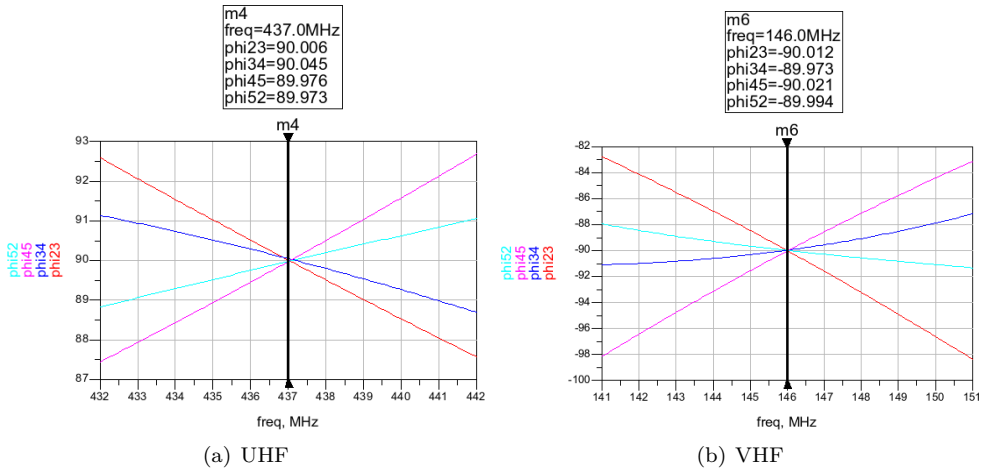 m4
freq=437.0MHz
phi23=90.006
phi34=90.045
phi45=89.976
phi52=89.973
m4
93
92
91
90
89
88
87
phi52
phi45
phi34
phi23
432 433 434 435 436 437 438 439 440 441 442
freq, MHz
(a) UHF
m6
freq=146.0MHz
phi23=-90.012
phi34=-89.973
phi45=-90.021
phi52=-89.994
m6
-82
-84
-86
-88
-90
-92
-94
-96
-98
-100
phi52
phi45
phi34
phi23
141 142 143 144 145 146 147 148 149 150 151
freq, MHz
(b) VHF